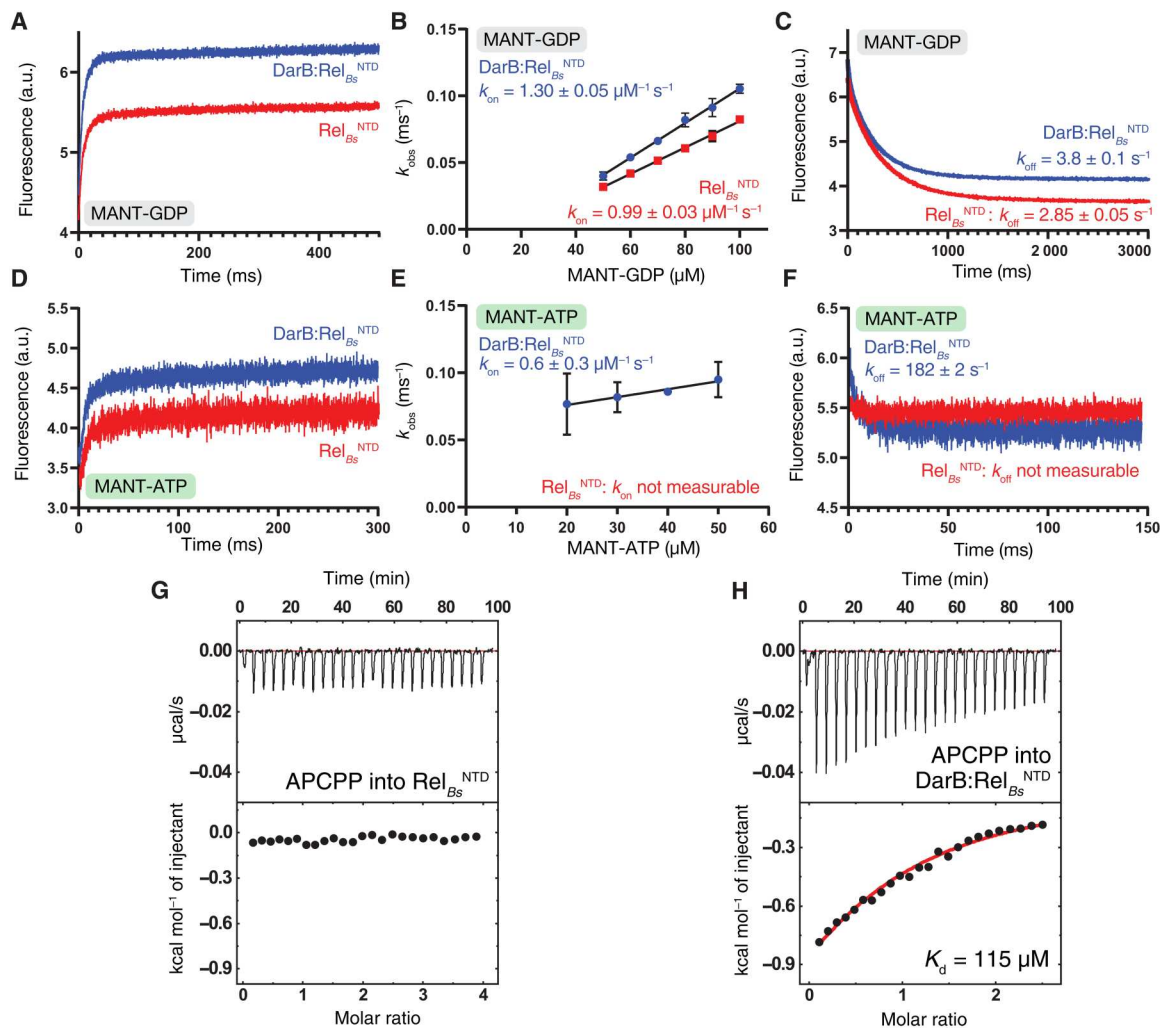 A
Fluorescence (a.u.)
6
5
4
DarB:Rel_Bs^NTD
Rel_Bs^NTD
MANT-GDP
0 200 400
Time (ms)
B
k_obs (ms⁻¹)
0.15
0.10
0.05
0.00
MANT-GDP
DarB:Rel_Bs^NTD
k_on = 1.30 ± 0.05 µM⁻¹ s⁻¹
Rel_Bs^NTD
k_on = 0.99 ± 0.03 µM⁻¹ s⁻¹
0 20 40 60 80 100
MANT-GDP (µM)
C
Fluorescence (a.u.)
7
6
5
4
3
MANT-GDP
DarB:Rel_Bs^NTD
k_off = 3.8 ± 0.1 s⁻¹
Rel_Bs^NTD: k_off = 2.85 ± 0.05 s⁻¹
0 1000 2000 3000
Time (ms)
D
Fluorescence (a.u.)
5.5
5.0
4.5
4.0
3.5
3.0
DarB:Rel_Bs^NTD
Rel_Bs^NTD
MANT-ATP
0 100 200 300
Time (ms)
E
k_obs (ms⁻¹)
0.15
0.10
0.05
0.00
MANT-ATP
DarB:Rel_Bs^NTD
k_on = 0.6 ± 0.3 µM⁻¹ s⁻¹
Rel_Bs^NTD: k_on not measurable
0 10 20 30 40 50 60
MANT-ATP (µM)
F
Fluorescence (a.u.)
6.5
6.0
5.5
5.0
4.5
MANT-ATP
DarB:Rel_Bs^NTD
k_off = 182 ± 2 s⁻¹
Rel_Bs^NTD: k_off not measurable
0 50 100 150
Time (ms)
G
Time (min)
0 20 40 60 80 100
µcal/s
0.00
−0.02
−0.04
APCPP into Rel_Bs^NTD
kcal mol⁻¹ of injectant
0.0
−0.3
−0.6
−0.9
0 1 2 3 4
Molar ratio
H
Time (min)
0 20 40 60 80 100
µcal/s
0.00
−0.02
−0.04
APCPP into
DarB:Rel_Bs^NTD
kcal mol⁻¹ of injectant
−0.3
−0.6
−0.9
K_d = 115 µM
0 1 2
Molar ratio